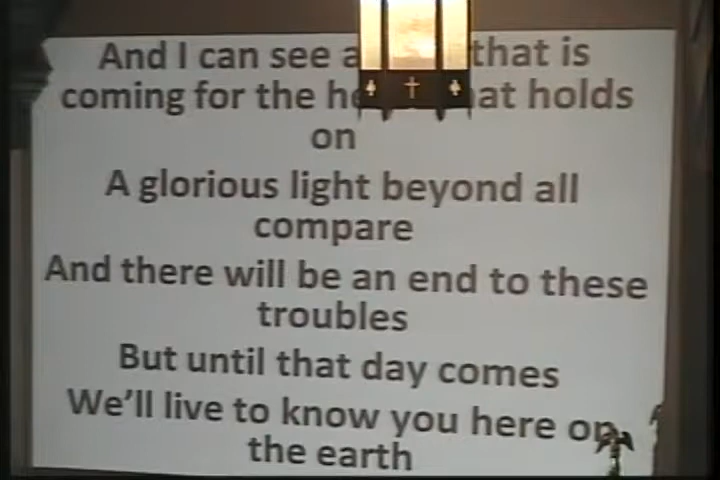 And I can see a that is
coming for the holds
on
A glorious light beyond all
compare
And there will be an end to these
troubles
But until that day comes
We'll live to know you here on
the earth